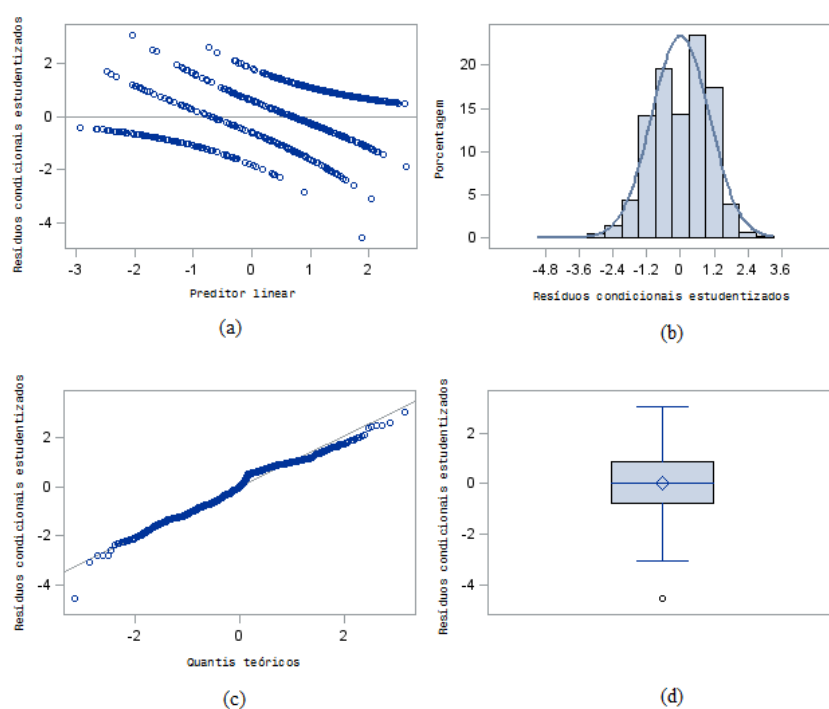 Resíduos condicionais estudentizados
2
0
-2
-4
-3 -2 -1 0 1 2
Preditor linear
(a)
Porcentagem
20
15
10
5
0
-4.8 -3.6 -2.4 -1.2 0 1.2 2.4 3.6
Resíduos condicionais estudentizados
(b)
Resíduos condicionais estudentizados
2
0
-2
-4
-2 0 2
Quantis teóricos
(c)
Resíduos condicionais estudentizados
2
0
-2
-4
(d)